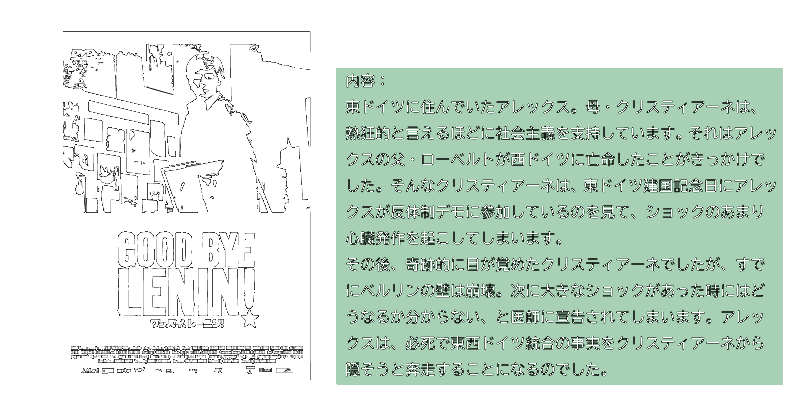 GOOD BYE
LENIN!
グッバイ、レーニン!
内容：
東ドイツに住んでいたアレックス。母・クリスティアーネは、
熱狂的と言えるほどに社会主義を支持しています。それはアレッ
クスの父・ローベルトが西ドイツに亡命したことがきっかけで
した。そんなクリスティアーネは、東ドイツ建国記念日にアレッ
クスが反体制デモに参加しているのを見て、ショックのあまり
心臓発作を起こしてしまいます。
その後、奇跡的に目が覚めたクリスティアーネでしたが、すで
にベルリンの壁は崩壊。次に大きなショックがあった時にはど
うなるか分からない、と医師に宣告されてしまいます。アレッ
クスは、必死で東西ドイツ統合の事実をクリスティアーネから
隠そうと奔走することになるのでした。